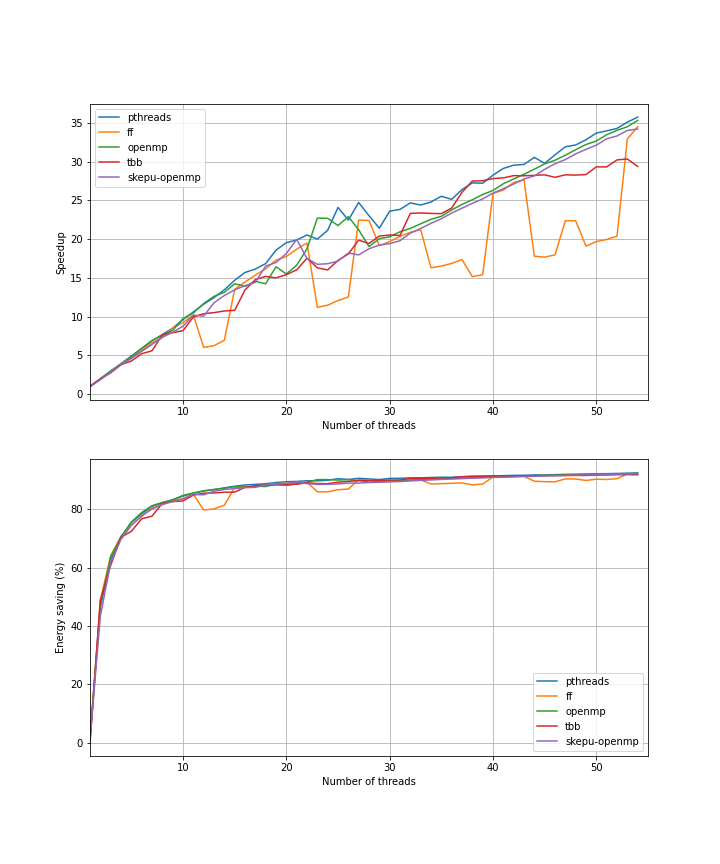 35
30
25
20
15
10
5
0
Speedup
pthreads
ff
openmp
tbb
skepu-openmp
10 20 30 40 50
Number of threads
80
60
40
20
0
Energy saving (%)
pthreads
ff
openmp
tbb
skepu-openmp
10 20 30 40 50
Number of threads